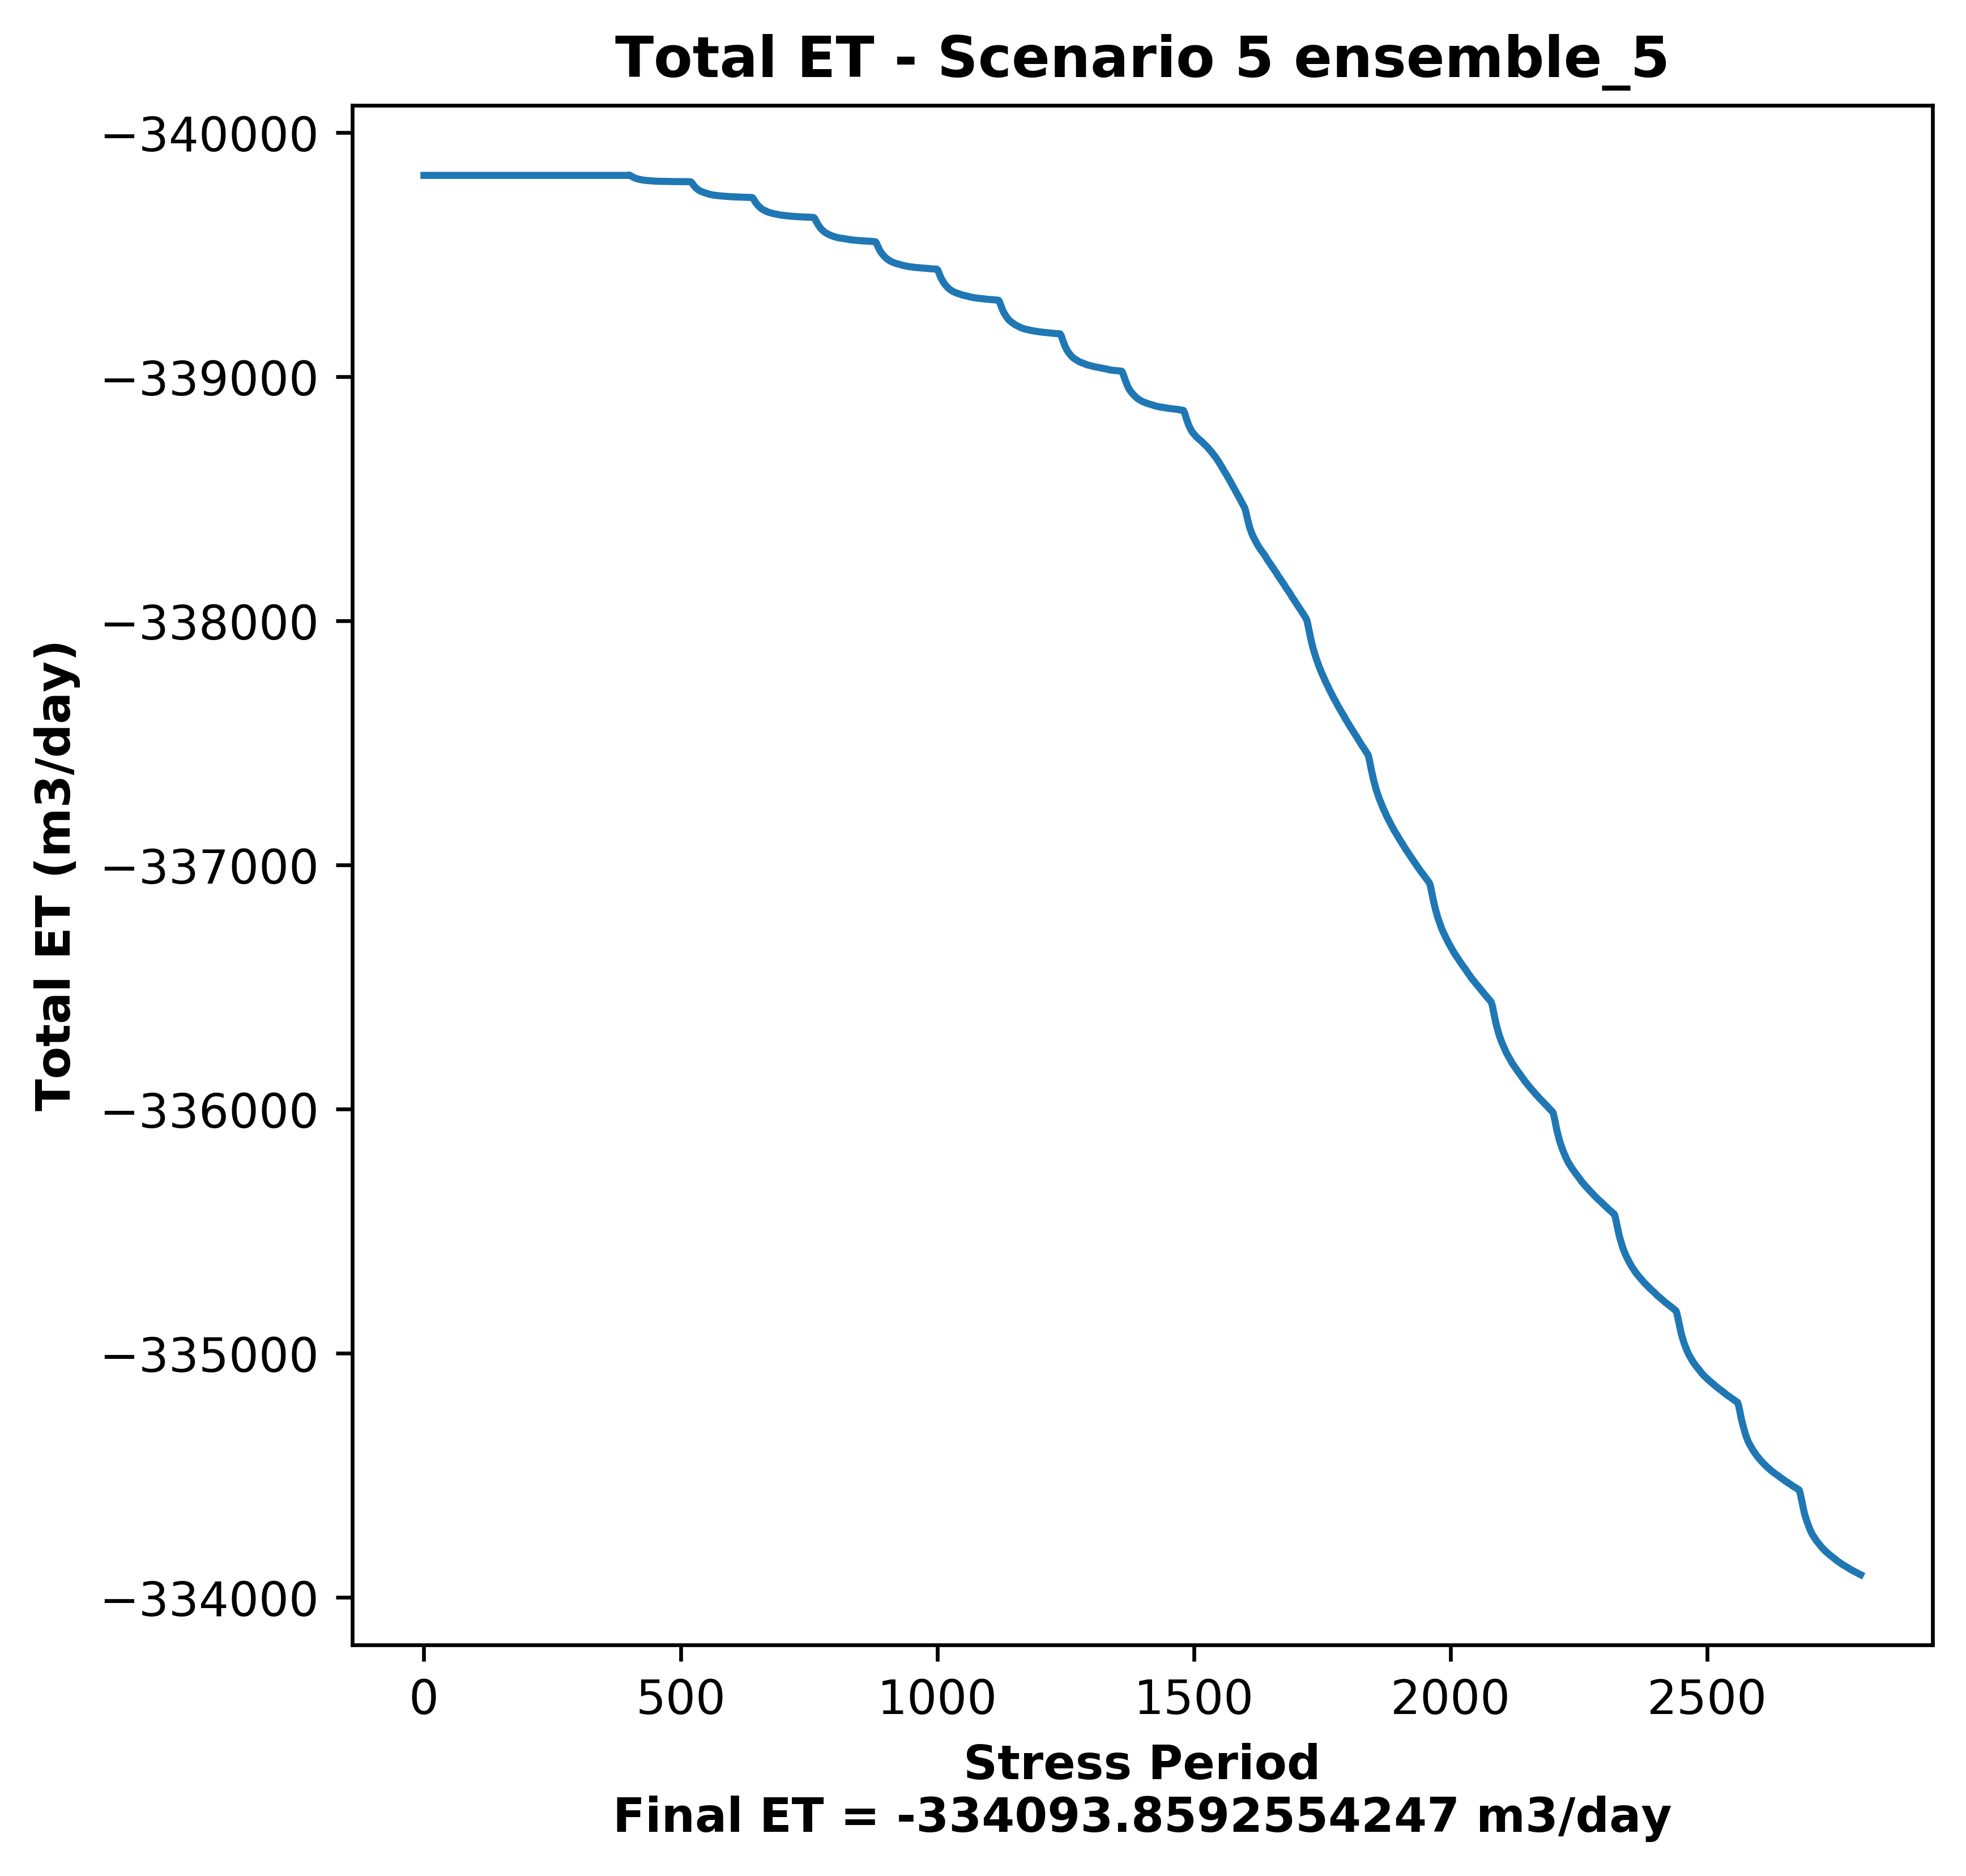 Total ET - Scenario 5 ensemble_5
Total ET (m3/day)
−340000
−339000
−338000
−337000
−336000
−335000
−334000
0 500 1000 1500 2000 2500
Stress Period
Final ET = -334093.8592554247 m3/day